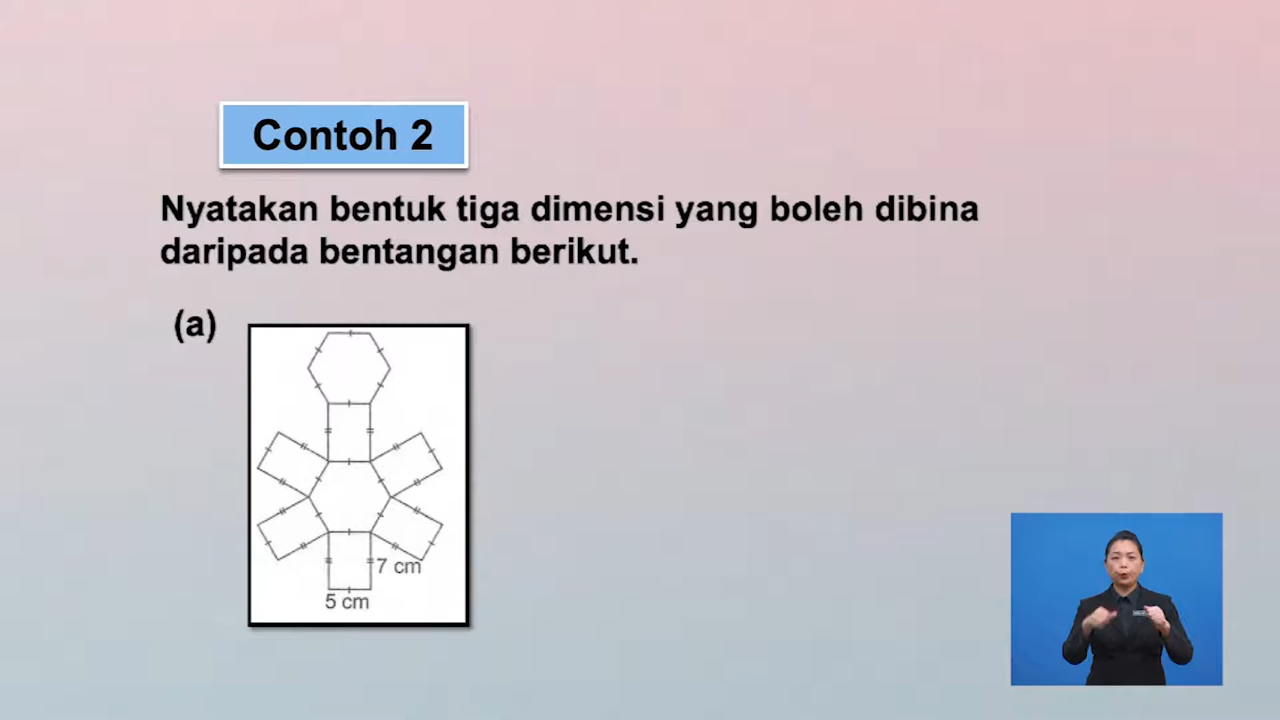 Contoh 2
Nyatakan bentuk tiga dimensi yang boleh dibina
daripada bentangan berikut.
(a)
7 cm
5 cm